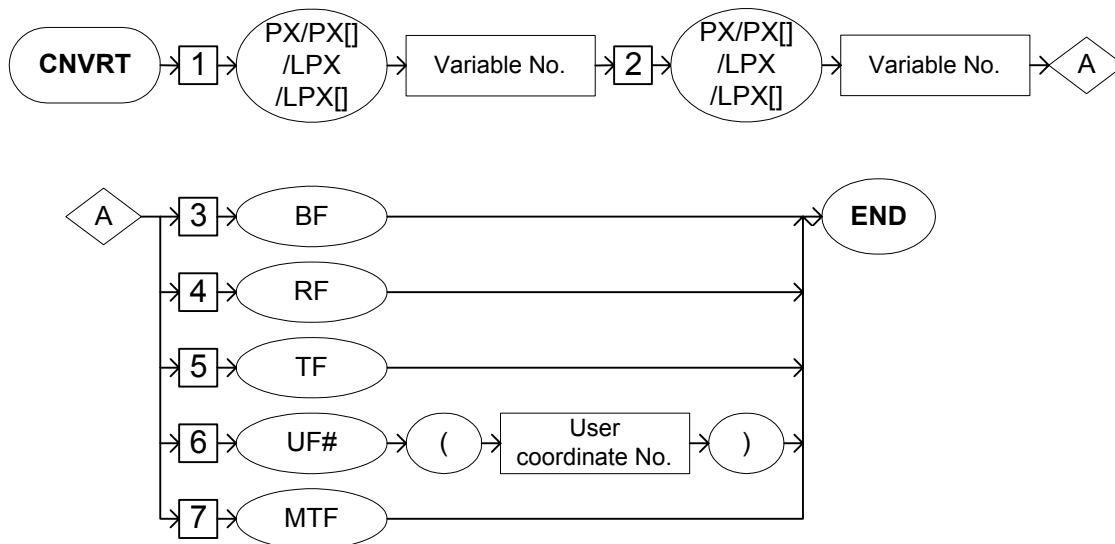 CNVRT
1
PX/PX[]
/LPX
/LPX[]
Variable No.
2
PX/PX[]
/LPX
/LPX[]
Variable No.
A
A
3
BF
END
4
RF
5
TF
6
UF#
(
User
coordinate No.
)
7
MTF